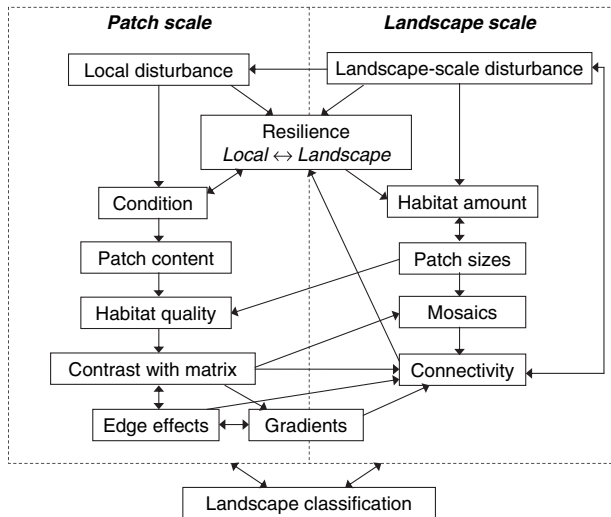 Patch scale
Landscape scale
Local disturbance
Landscape-scale disturbance
Resilience
Local ↔ Landscape
Condition
Habitat amount
Patch content
Patch sizes
Habitat quality
Mosaics
Contrast with matrix
Connectivity
Edge effects
Gradients
Landscape classification